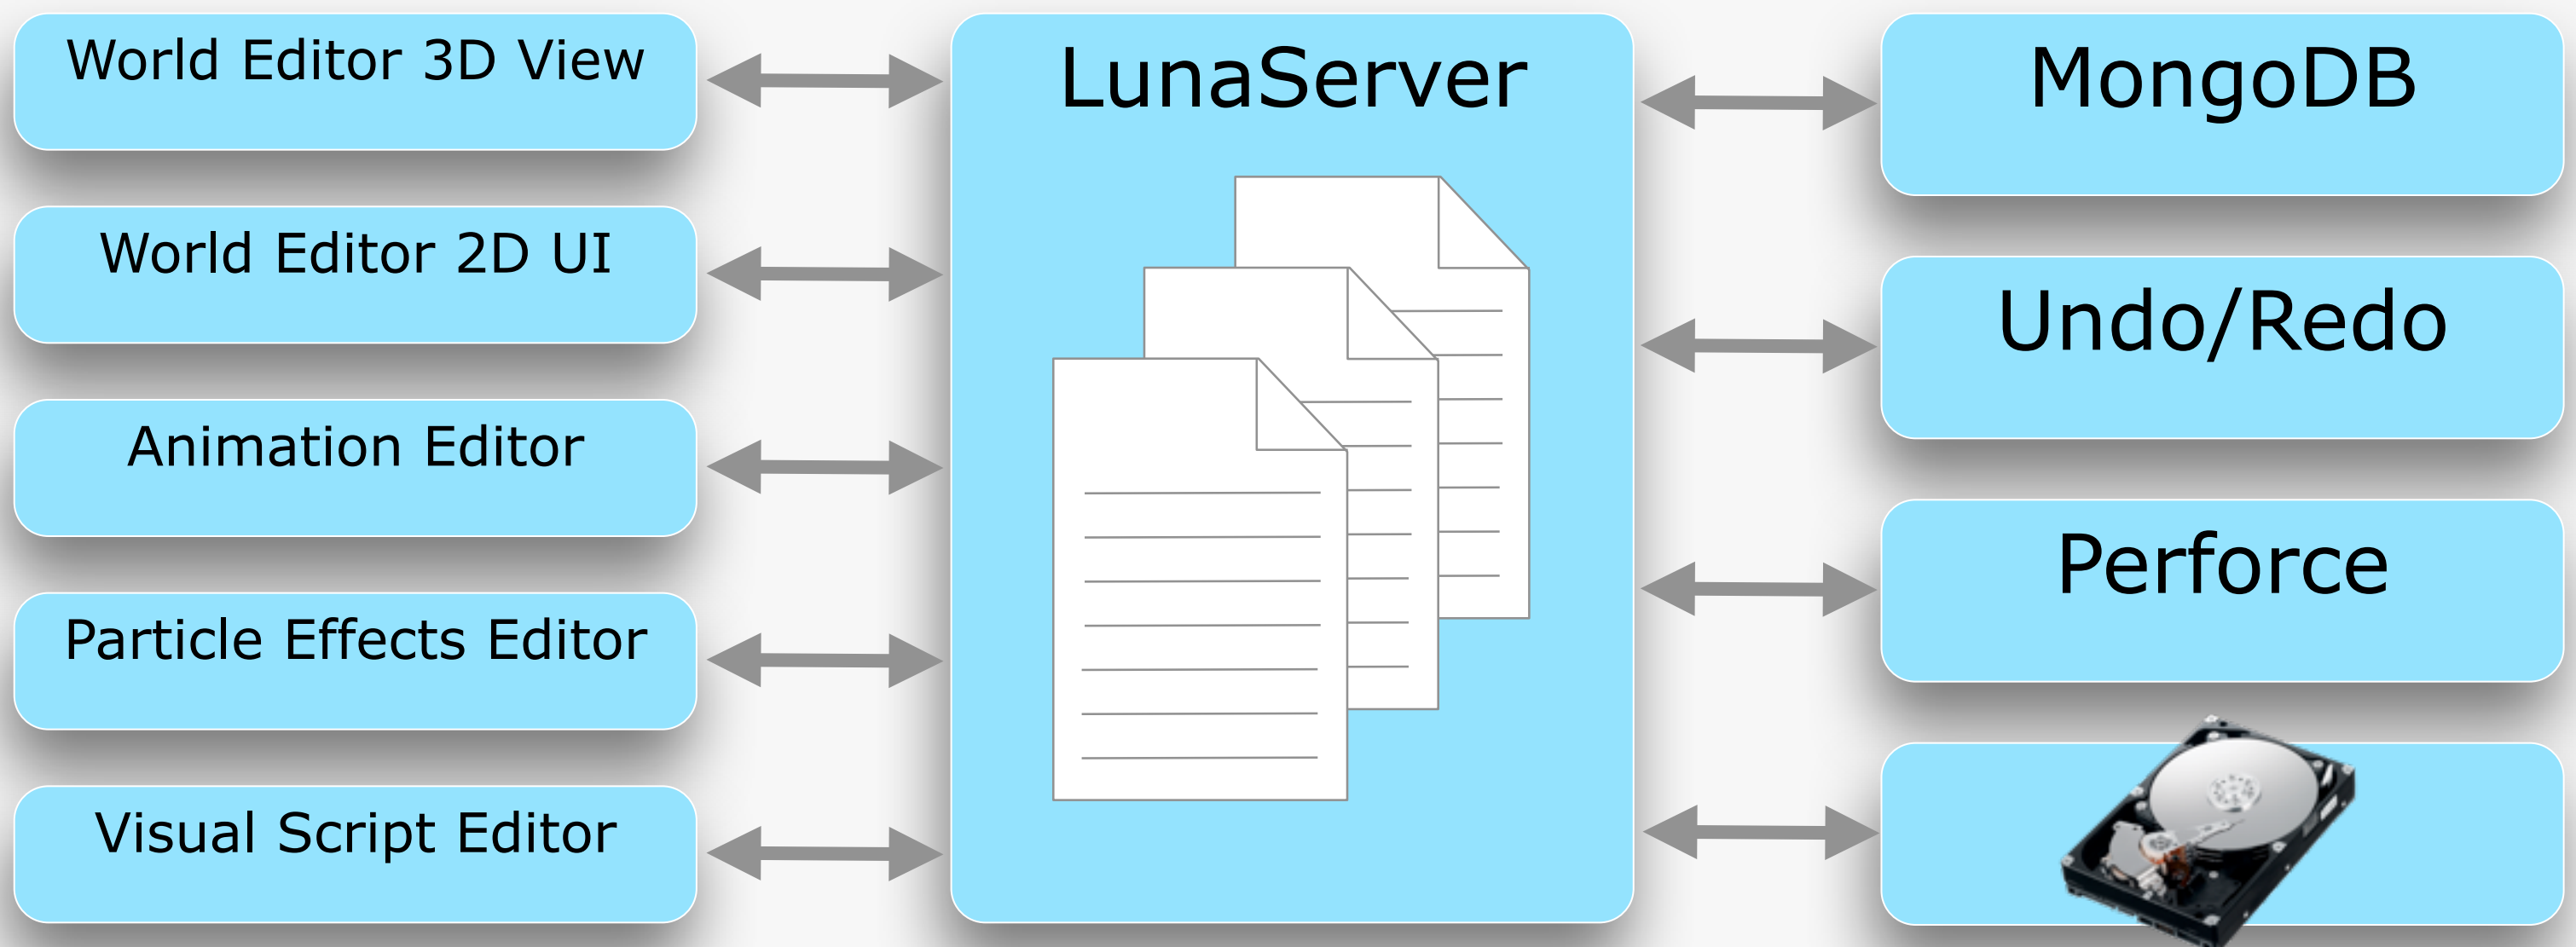 World Editor 3D View
World Editor 2D UI
Animation Editor
Particle Effects Editor
Visual Script Editor
LunaServer
MongoDB
Undo/Redo
Perforce